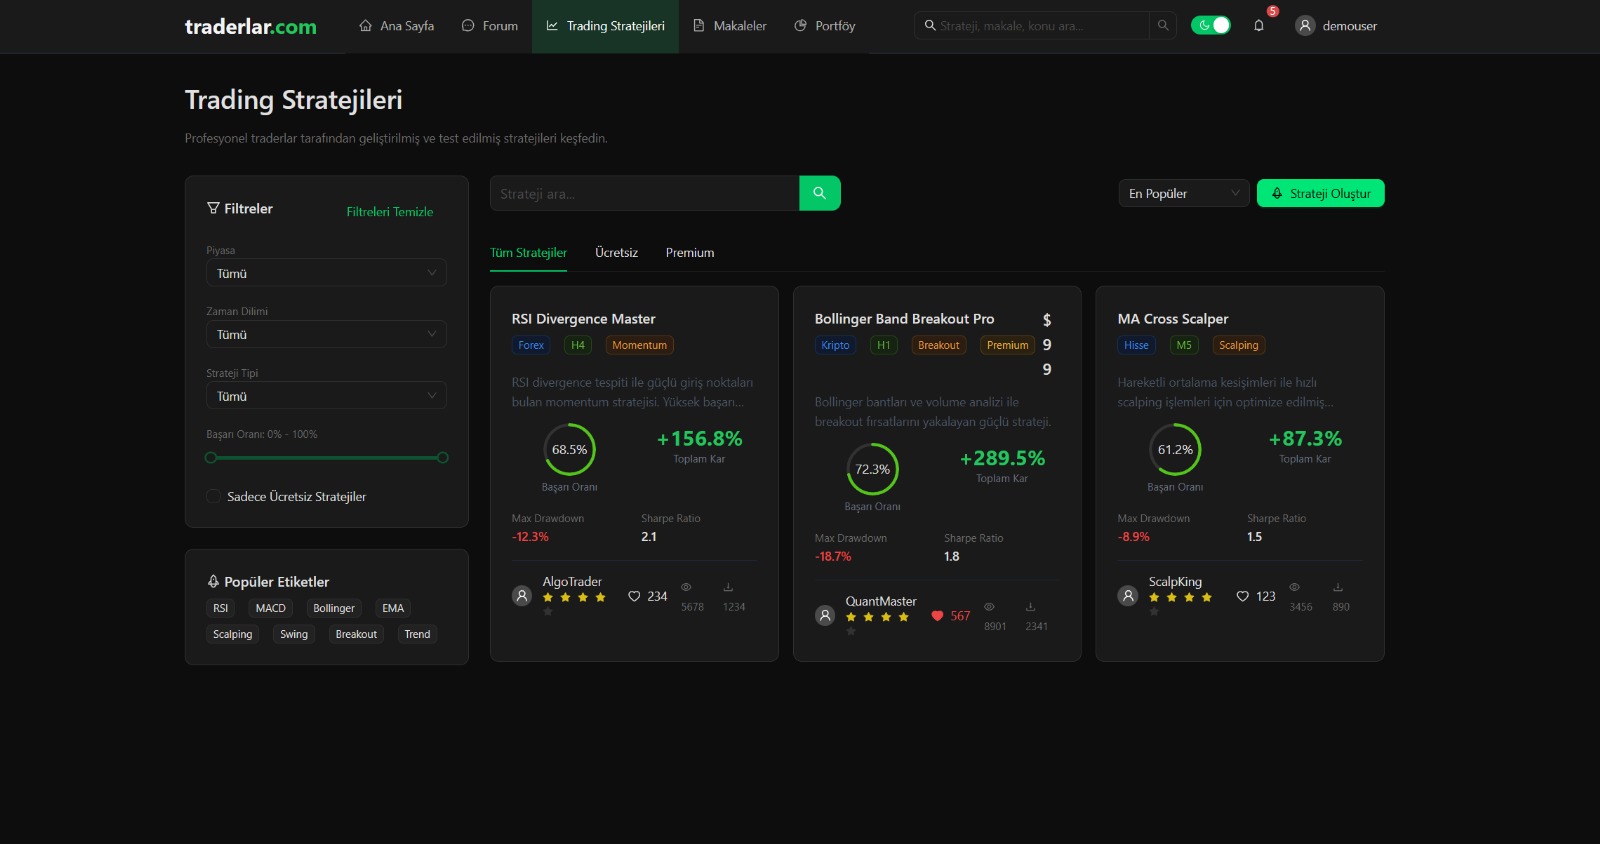 traderlar.com
Ana Sayfa
Forum
Trading Stratejileri
Makaleler
Portföy
Strateji, makale, konu ara...
5
demouser
Trading Stratejileri
Profesyonel traderlar tarafından geliştirilmiş ve test edilmiş stratejileri keşfedin.
Filtreler
Filtreleri Temizle
Piyasa
Tümü
Zaman Dilimi
Tümü
Strateji Tipi
Tümü
Başarı Oranı: 0% - 100%
Sadece Ücretsiz Stratejiler
Popüler Etiketler
RSI MACD Bollinger EMA
Scalping Swing Breakout Trend
Strateji ara...
En Popüler
Strateji Oluştur
Tüm Stratejiler Ücretsiz Premium
RSI Divergence Master
Forex H4 Momentum
RSI divergence tespiti ile güçlü giriş noktaları
bulan momentum stratejisi. Yüksek başarı...
68.5%
Başarı Oranı
+156.8%
Toplam Kar
Max Drawdown
-12.3%
Sharpe Ratio
2.1
AlgoTrader
234
5678
1234
Bollinger Band Breakout Pro
$
9
9
Kripto H1 Breakout Premium
Bollinger bantları ve volume analizi ile
breakout fırsatlarını yakalayan güçlü strateji.
72.3%
Başarı Oranı
+289.5%
Toplam Kar
Max Drawdown
-18.7%
Sharpe Ratio
1.8
QuantMaster
567
8901
2341
MA Cross Scalper
Hisse M5 Scalping
Hareketli ortalama kesişimleri ile hızlı
scalping işlemleri için optimize edilmiş...
61.2%
Başarı Oranı
+87.3%
Toplam Kar
Max Drawdown
-8.9%
Sharpe Ratio
1.5
ScalpKing
123
3456
890